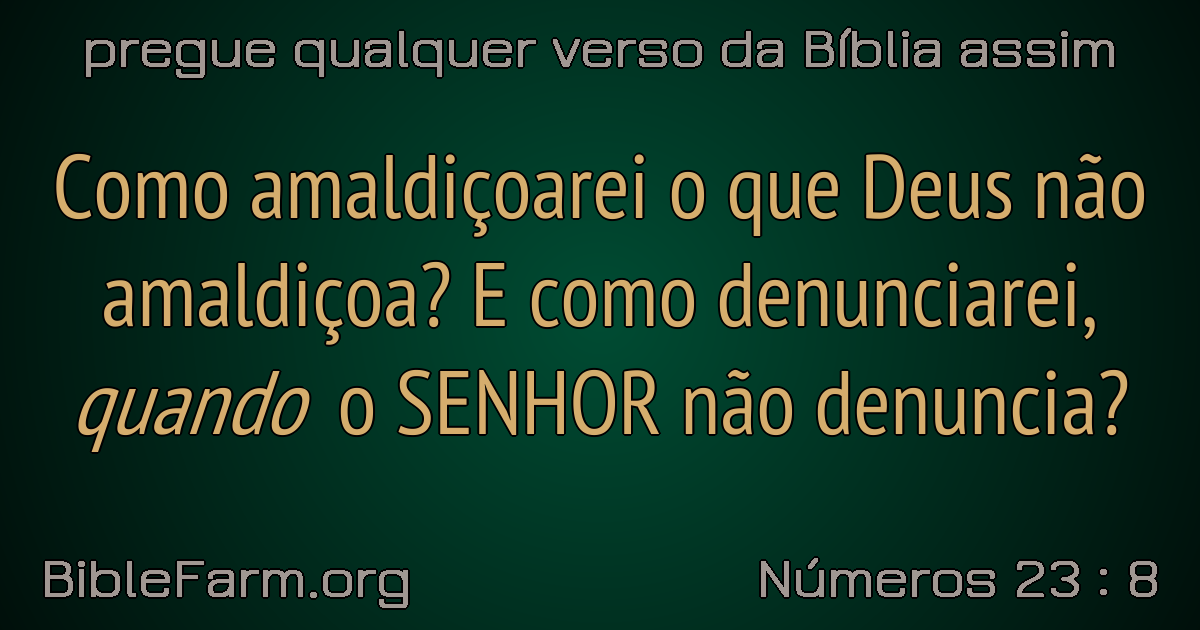 pregue qualquer verso da Bíblia assim
Como amaldiçoarei o que Deus não
amaldiçoa? E como denunciarei,
quando o SENHOR não denuncia?
BibleFarm.org
Números 23 : 8